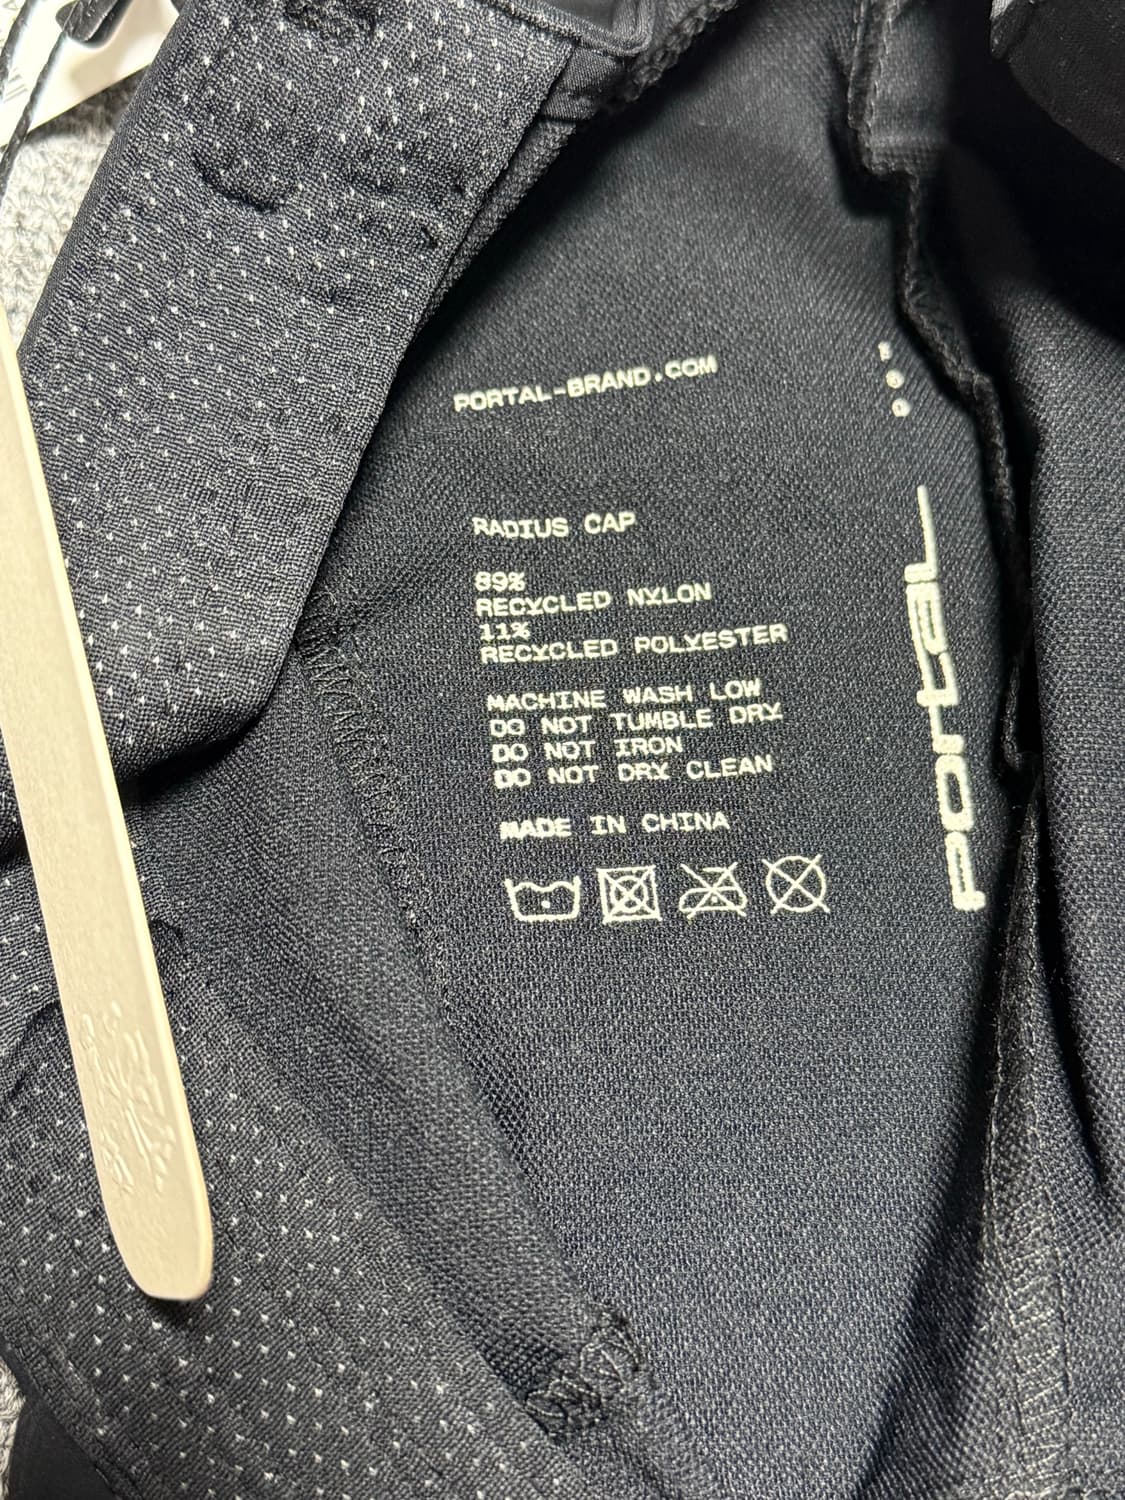 PORTAL-BRAND.COM
RADIUS CAP
89%
RECYCLED NYLON
11%
RECYCLED POLYESTER
MACHINE WASH LOW
DO NOT TUMBLE DRY
DO NOT IRON
DO NOT DRY CLEAN
MADE IN CHINA
PORTAL